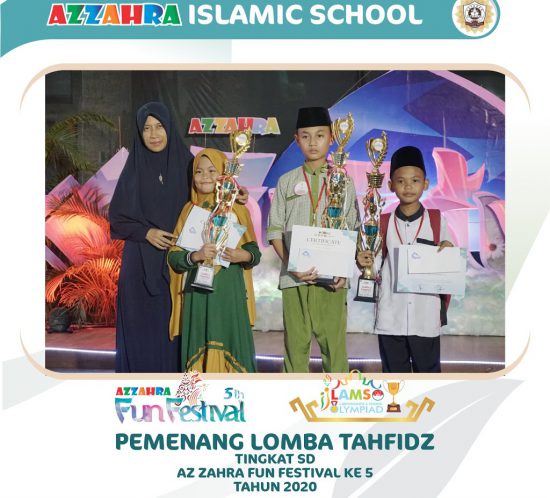 AZZAHRA ISLAMIC SCHOOL
AZZAHRA
CERTIFICATE
AZZAHRA 5th
Fun Festival
LAMSO
OLYMPIAD
PEMENANG LOMBA TAHFIDZ
TINGKAT SD
AZ ZAHRA FUN FESTIVAL KE 5
TAHUN 2020